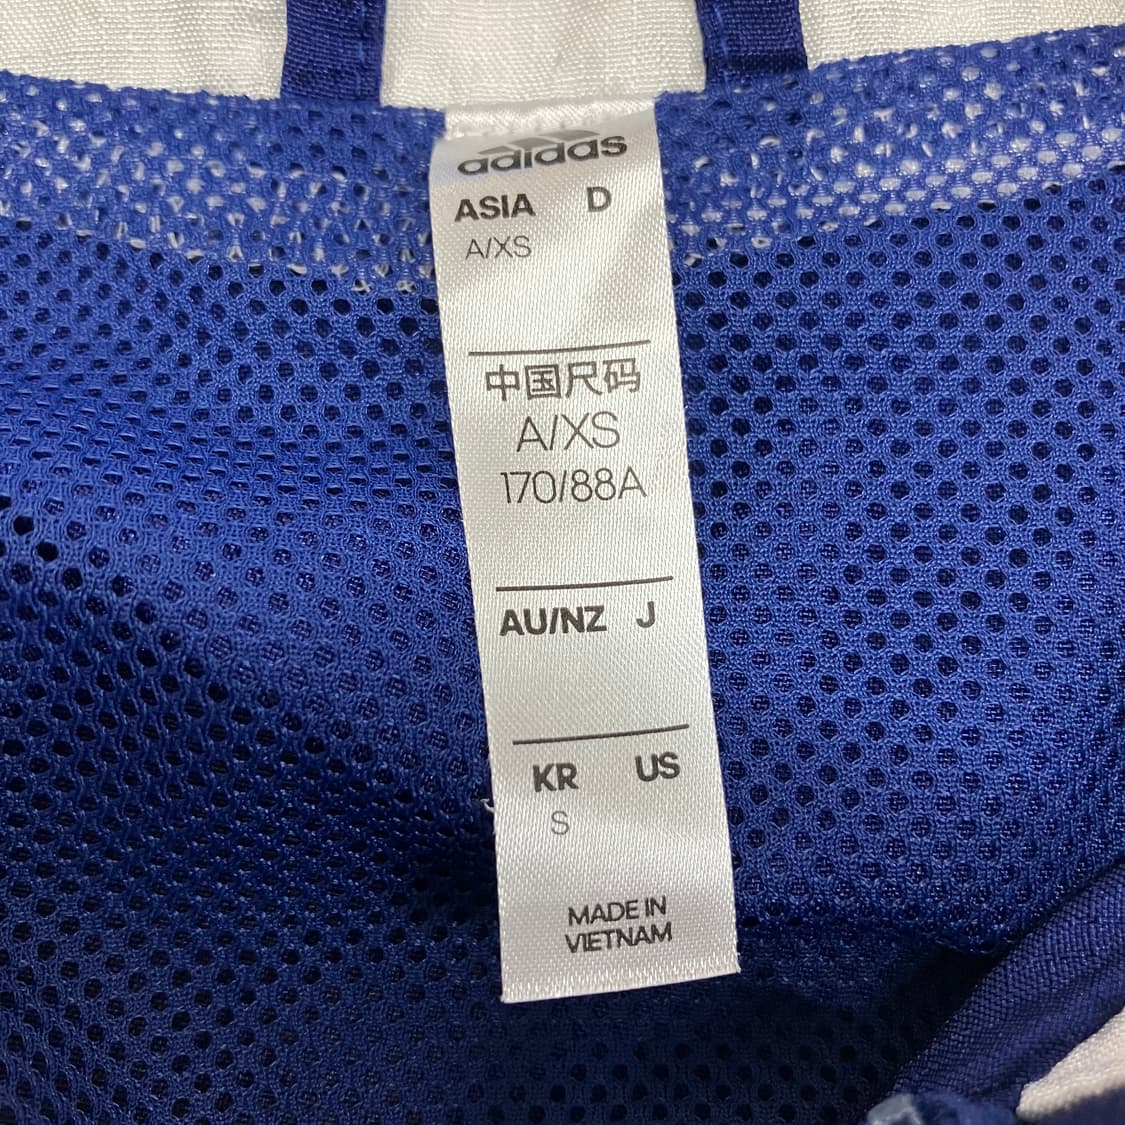 adidas
ASIA D
A/XS
中国尺码
A/XS
170/88A
AU/NZ J
KR US
S
MADE IN
VIETNAM